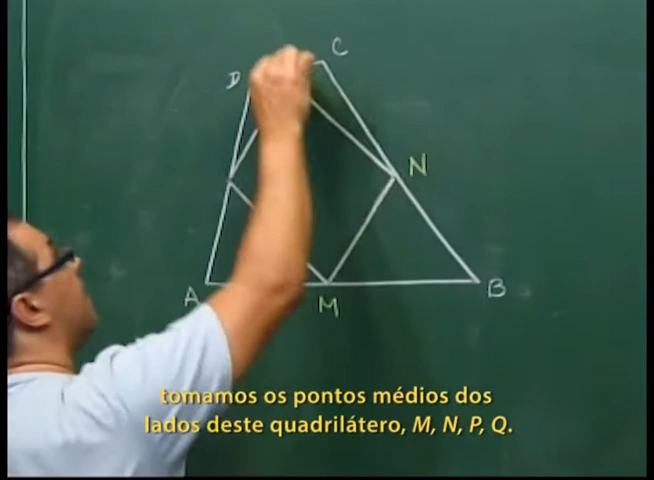 C
D
N
A
B
M
tomamos os pontos médios dos
lados deste quadrilátero, M, N, P, Q.